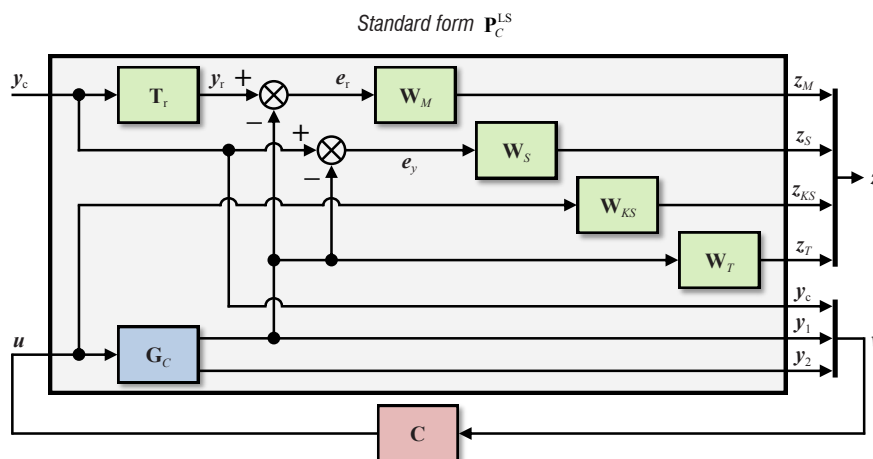 Standard form P_C^LS
y_c T_r y_r + e_r W_M z_M
− + e_y W_S z_S
− z
W_KS z_KS
W_T z_T
y_c
u G_C y_1
y_2
C